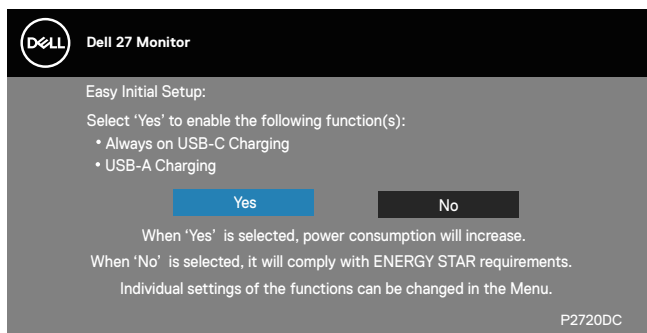 DELL
Dell 27 Monitor
Easy Initial Setup:
Select ‘Yes’ to enable the following function(s):
• Always on USB-C Charging
• USB-A Charging
Yes
No
When ‘Yes’ is selected, power consumption will increase.
When ‘No’ is selected, it will comply with ENERGY STAR requirements.
Individual settings of the functions can be changed in the Menu.
P2720DC